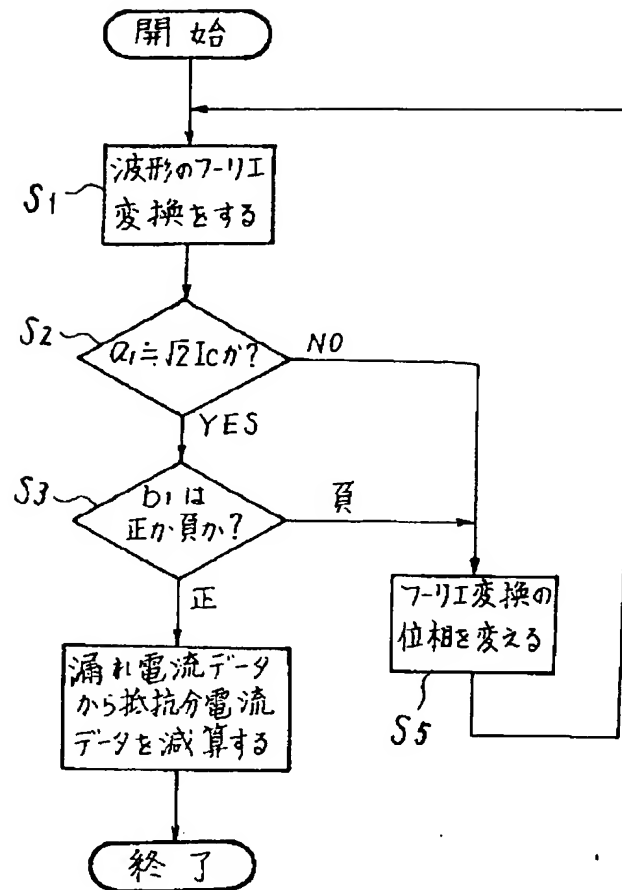 開始
S1
波形のフーリエ
変換をする
S2
a₁≒√2Icか?
NO
YES
S3
b₁は
正か負か?
負
正
フーリエ変換の
位相を変える
S5
漏れ電流データ
から抵抗分電流
データを減算する
終了